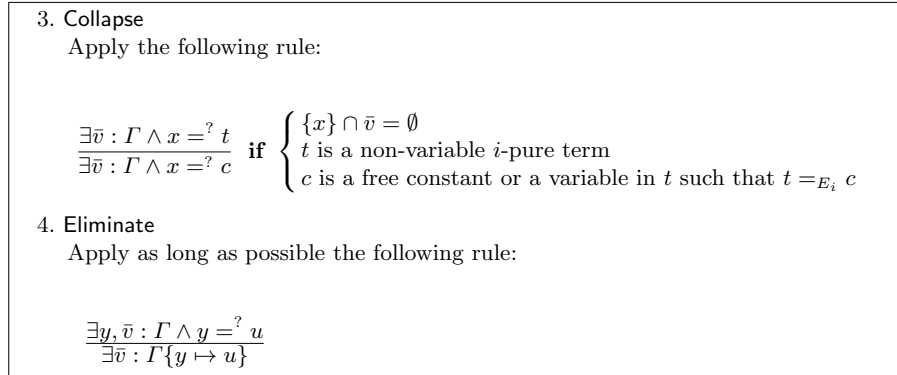 3. Collapse
Apply the following rule:
∃v̄ : Γ ∧ x =? t
∃v̄ : Γ ∧ x =? c
if
{x} ∩ v̄ = ∅
t is a non-variable i-pure term
c is a free constant or a variable in t such that t =_{E_i} c
4. Eliminate
Apply as long as possible the following rule:
∃y, v̄ : Γ ∧ y =? u
∃v̄ : Γ{y ↦ u}